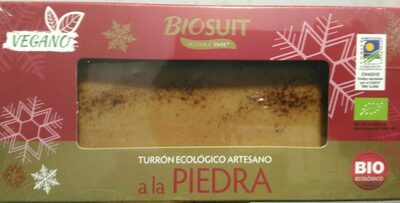 VEGANO
BIOSUIT
TURRÓN ECOLÓGICO ARTESANO
a la PIEDRA
BIO
ECOLÓGICO